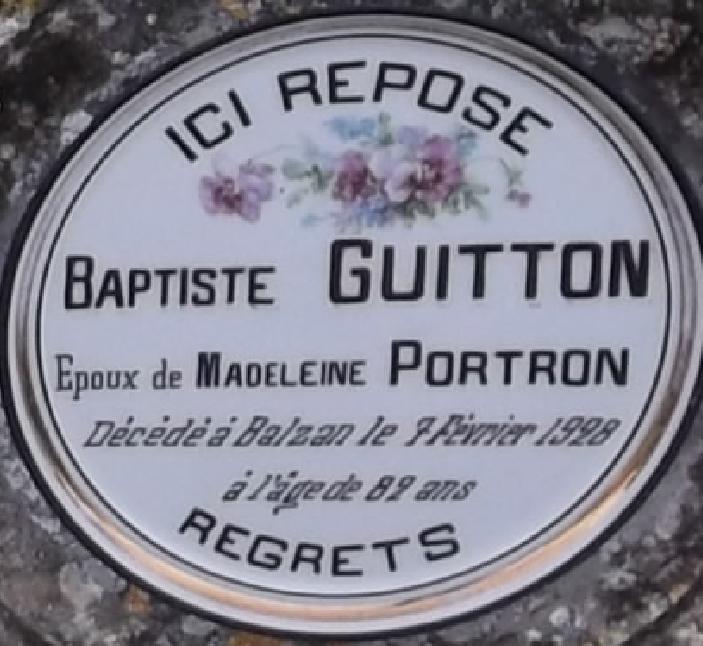 ICI REPOSE
BAPTISTE GUITTON
Epoux de MADELEINE PORTRON
Décédé à Balzan le 7 Février 1928
à l'âge de 82 ans
REGRETS